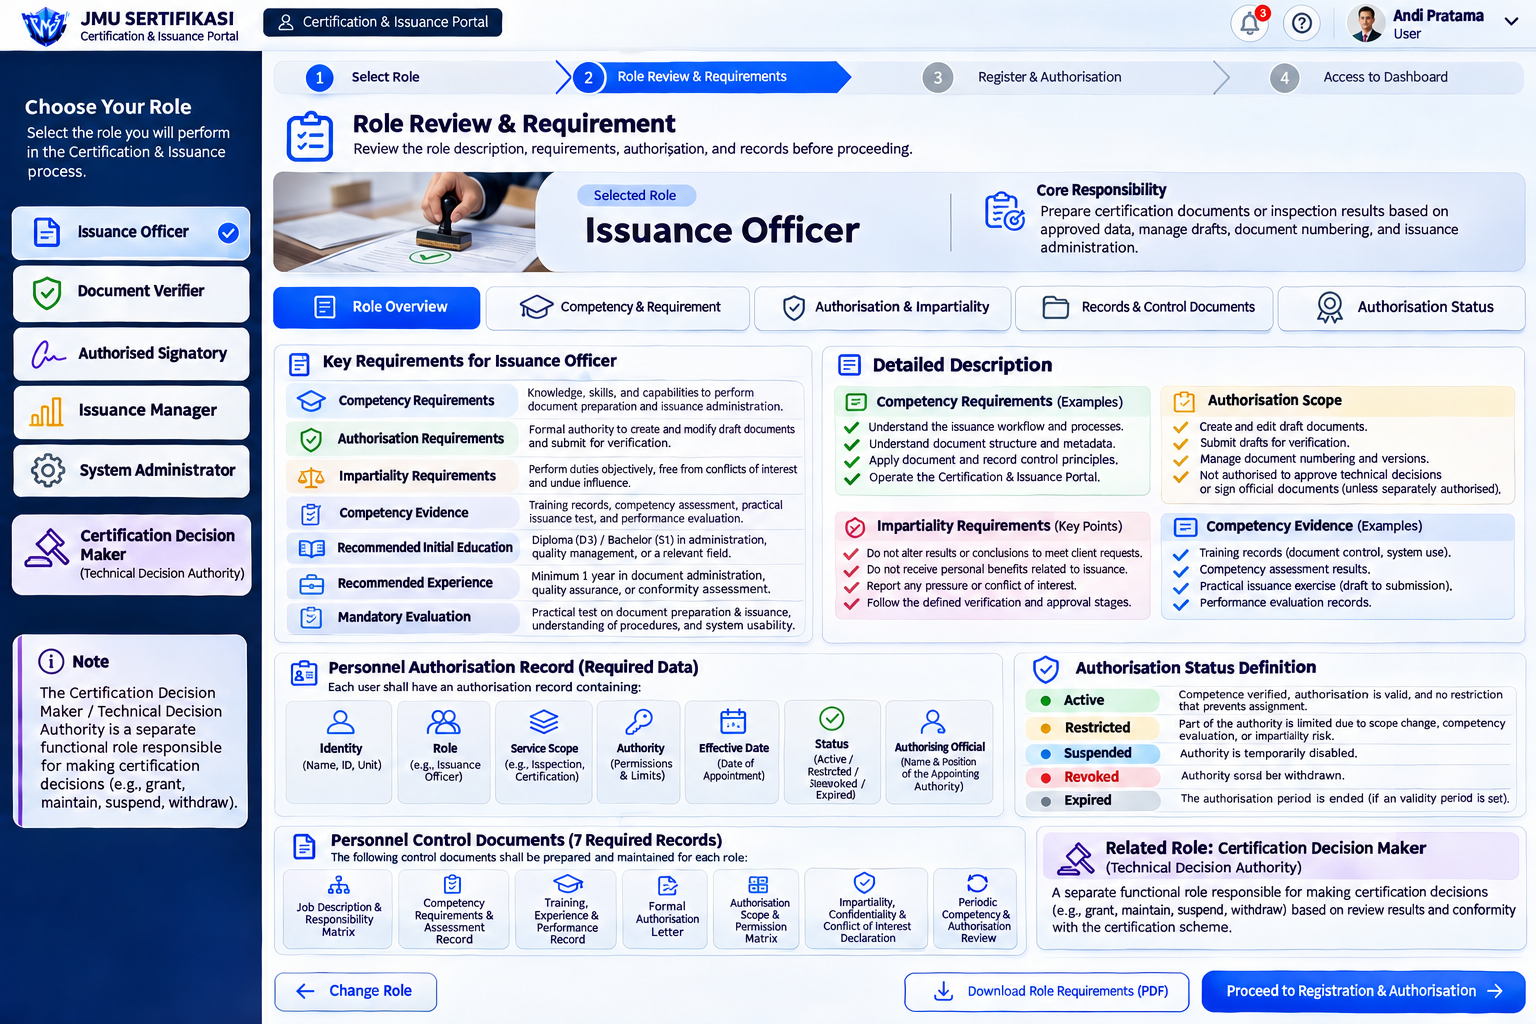 JMU SERTIFIKASI
Certification & Issuance Portal
Certification & Issuance Portal
3
Andi Pratama
User
1 Select Role
2 Role Review & Requirements
3 Register & Authorisation
4 Access to Dashboard
Choose Your Role
Select the role you will perform
in the Certification & Issuance
process.
Issuance Officer
Document Verifier
Authorised Signatory
Issuance Manager
System Administrator
Certification Decision
Maker
(Technical Decision Authority)
Note
The Certification Decision
Maker / Technical Decision
Authority is a separate
functional role responsible
for making certification
decisions (e.g., grant,
maintain, suspend, withdraw).
Role Review & Requirement
Review the role description, requirements, authorisation, and records before proceeding.
Selected Role
Issuance Officer
Core Responsibility
Prepare certification documents or inspection results based on
approved data, manage drafts, document numbering, and issuance
administration.
Role Overview
Competency & Requirement
Authorisation & Impartiality
Records & Control Documents
Authorisation Status
Key Requirements for Issuance Officer
Competency Requirements
Knowledge, skills, and capabilities to perform
document preparation and issuance administration.
Authorisation Requirements
Formal authority to create and modify draft documents
and submit for verification.
Impartiality Requirements
Perform duties objectively, free from conflicts of interest
and undue influence.
Competency Evidence
Training records, competency assessment, practical
issuance test, and performance evaluation.
Recommended Initial Education
Diploma (D3) / Bachelor (S1) in administration,
quality management, or a relevant field.
Recommended Experience
Minimum 1 year in document administration,
quality assurance, or conformity assessment.
Mandatory Evaluation
Practical test on document preparation & issuance,
understanding of procedures, and system usability.
Detailed Description
Competency Requirements (Examples)
Understand the issuance workflow and processes.
Understand document structure and metadata.
Apply document and record control principles.
Operate the Certification & Issuance Portal.
Authorisation Scope
Create and edit draft documents.
Submit drafts for verification.
Manage document numbering and versions.
Not authorised to approve technical decisions
or sign official documents (unless separately authorised).
Impartiality Requirements (Key Points)
Do not alter results or conclusions to meet client requests.
Do not receive personal benefits related to issuance.
Report any pressure or conflict of interest.
Follow the defined verification and approval stages.
Competency Evidence (Examples)
Training records (document control, system use).
Competency assessment results.
Practical issuance exercise (draft to submission).
Performance evaluation records.
Personnel Authorisation Record (Required Data)
Each user shall have an authorisation record containing:
Identity
(Name, ID, Unit)
Role
(e.g., Issuance
Officer)
Service Scope
(e.g., Inspection,
Certification)
Authority
(Permissions
& Limits)
Effective Date
(Date of
Appointment)
Status
(Active /
Restricted /
Expired)
Authorising Official
(Name & Position
of the Appointing
Authority)
Authorisation Status Definition
Active
Competence verified, authorisation is valid, and no restriction
that prevents assignment.
Restricted
Part of the authority is limited due to scope change, competency
evaluation, or impartiality risk.
Suspended
Authority is temporarily disabled.
Revoked
Authority withdrawn.
Expired
The authorisation period is ended (if an validity period is set).
Personnel Control Documents (7 Required Records)
The following control documents shall be prepared and maintained for each role:
Job Description &
Responsibility
Matrix
Competency
Requirements &
Assessment
Record
Training,
Experience &
Performance
Record
Formal
Authorisation
Letter
Authorisation
Scope &
Permission
Matrix
Impartiality,
Confidentiality &
Conflict of Interest
Declaration
Periodic
Competency &
Authorisation
Review
Related Role: Certification Decision Maker
(Technical Decision Authority)
A separate functional role responsible for making certification decisions
(e.g., grant, maintain, suspend, withdraw) based on review results and conformity
with the certification scheme.
Change Role
Download Role Requirements (PDF)
Proceed to Registration & Authorisation